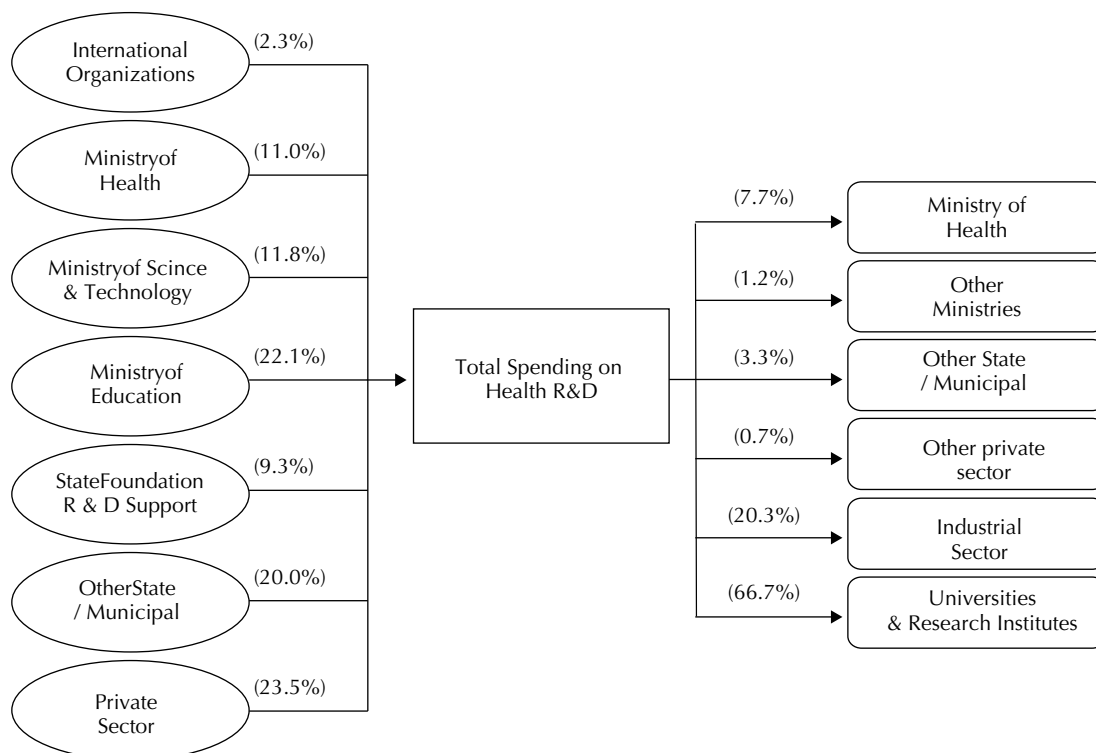 (2.3%)
International
Organizations
(11.0%)
Ministryof
Health
(11.8%)
Ministryof Scince
& Technology
(22.1%)
Ministryof
Education
(9.3%)
StateFoundation
R & D Support
(20.0%)
OtherState
/ Municipal
(23.5%)
Private
Sector
Total Spending on
Health R&D
(7.7%)
Ministry of
Health
(1.2%)
Other
Ministries
(3.3%)
Other State
/ Municipal
(0.7%)
Other private
sector
(20.3%)
Industrial
Sector
(66.7%)
Universities
& Research Institutes